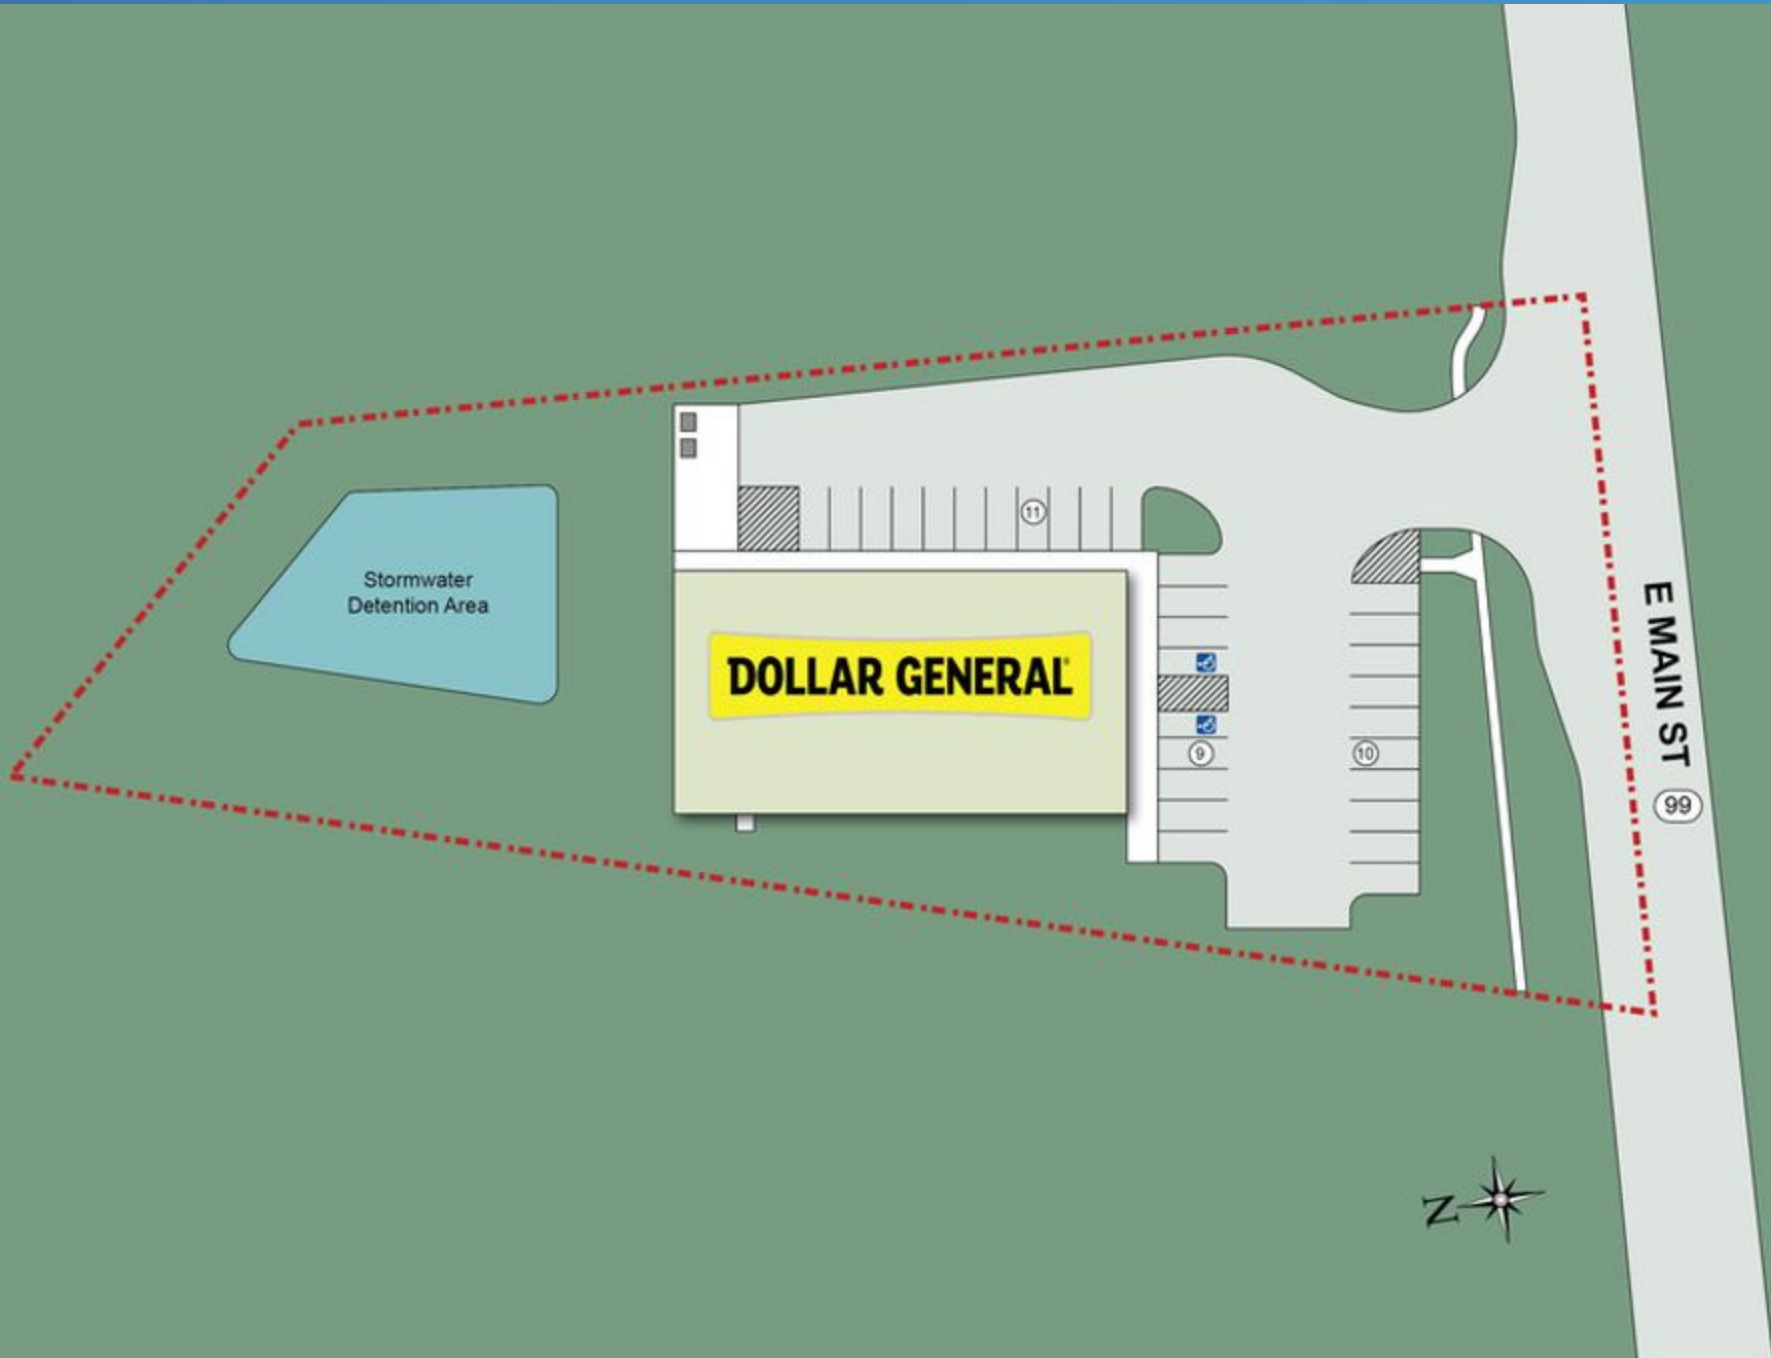 11
Stormwater
Detention Area
DOLLAR GENERAL®
9
10
E MAIN ST
99
N